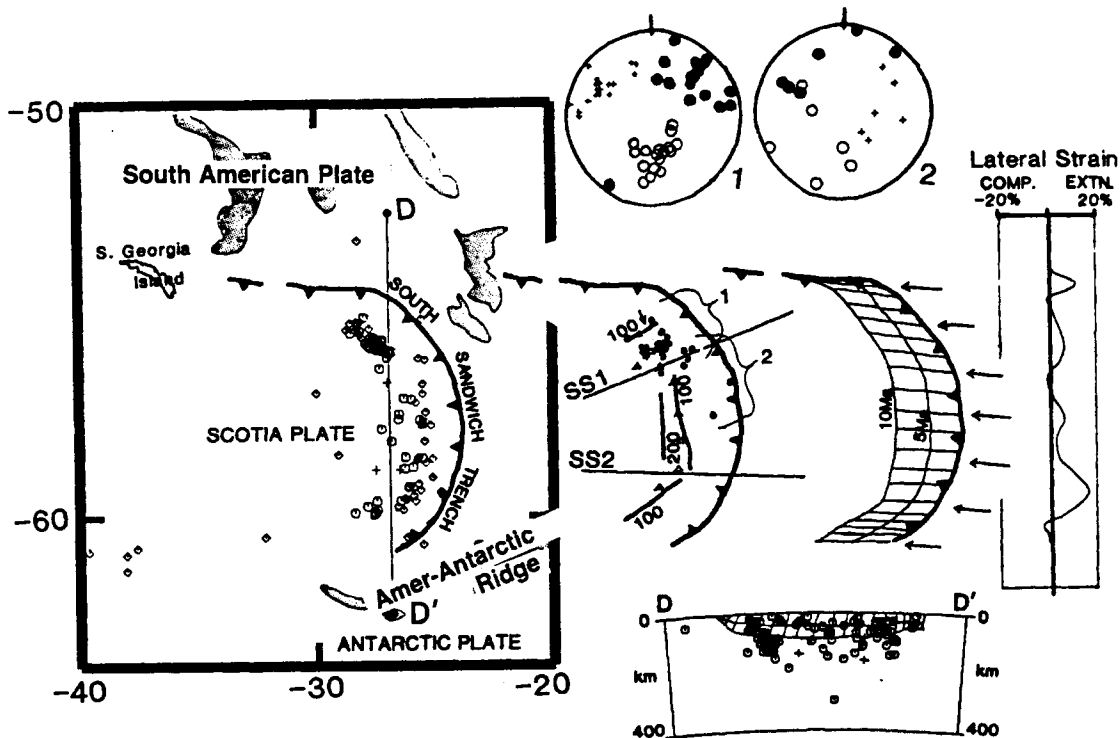 -50
-60
-40
-30
-20
South American Plate
S. Georgia
Island
D
SOUTH
SANDWICH
TRENCH
SCOTIA PLATE
Amer-Antarctic
Ridge
D'
ANTARCTIC PLATE
1
2
Lateral Strain
COMP.
EXTN.
-20%
20%
1
2
100
SS1
100
200
SS2
100
10Ma
5Ma
D
D'
0
0
km
km
400
400